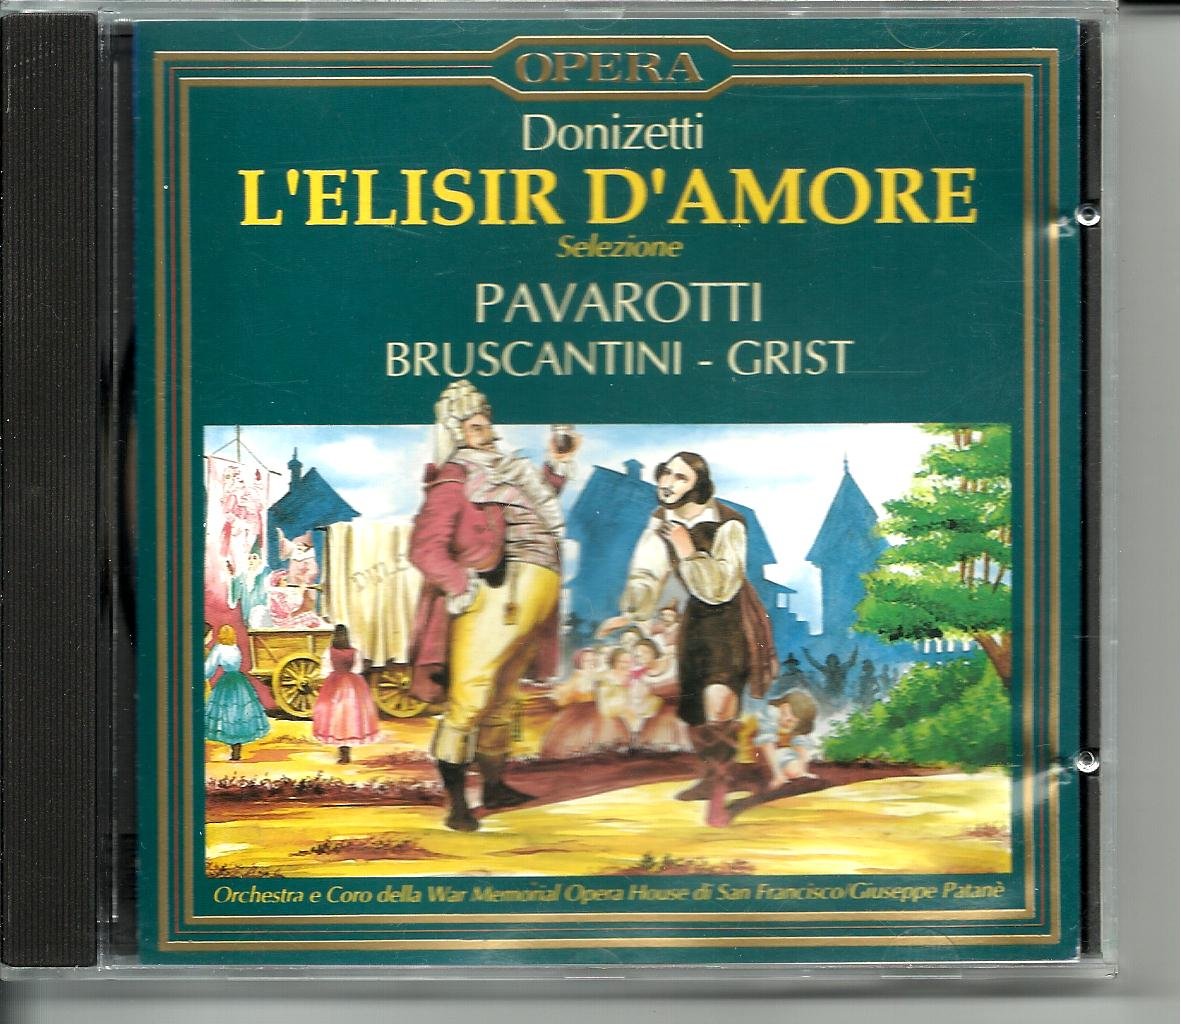 OPERA
Donizetti
L'ELISIR D'AMORE
Selezione
PAVAROTTI
BRUSCANTINI - GRIST
Orchestra e Coro della War Memorial Opera House di San Francisco/Giuseppe Patanè